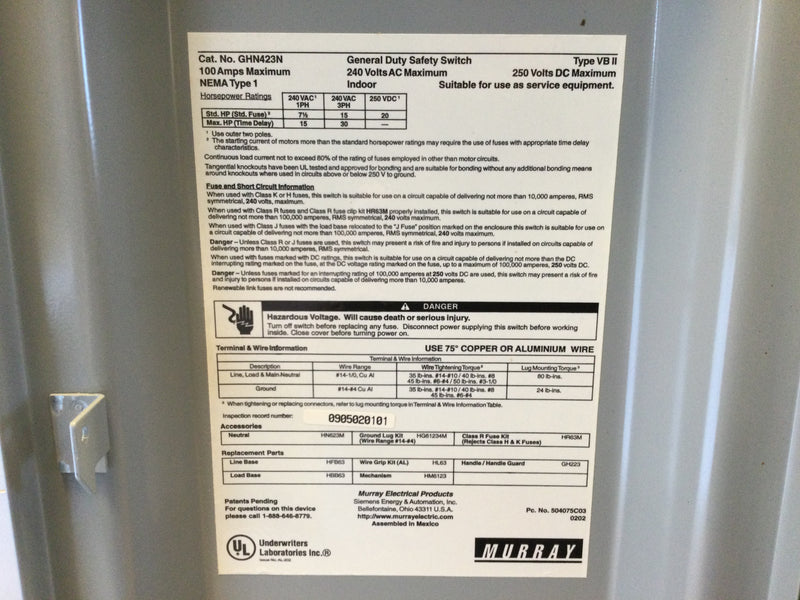 Cat. No. GHN423N General Duty Safety Switch Type VB II
100 Amps Maximum 240 Volts AC Maximum 250 Volts DC Maximum
NEMA Type 1 Indoor Suitable for use as service equipment.
Horsepower Ratings 240 VAC¹ 1PH 240 VAC 3PH 250 VDC¹
Std. HP (Std. Fuse)² 7½ 15 20
Max. HP (Time Delay) 15 30 —
¹ Use outer two poles.
² The starting current of motors more than the standard horsepower ratings may require the use of fuses with appropriate time delay
characteristics.
Continuous load current not to exceed 80% of the rating of fuses employed in other than motor circuits.
Tangential knockouts have been UL tested and approved for bonding and are suitable for bonding without any additional bonding means
around knockouts where used in circuits above or below 250 V to ground.
Fuse and Short Circuit Information
When used with Class K or H fuses, this switch is suitable for use on a circuit capable of delivering not more than 10,000 amperes, RMS
symmetrical, 240 volts, maximum.
When used with Class R fuses and Class R fuse clip kit HR63M properly installed, this switch is suitable for use on a circuit capable of
delivering not more than 100,000 amperes, RMS symmetrical, 240 volts maximum.
When used with Class J fuses with the load base relocated to the "J Fuse" position marked on the enclosure this switch is suitable for use on
a circuit capable of delivering not more than 100,000 amperes, RMS symmetrical, 240 volts maximum.
Danger – Unless Class R or J fuses are used, this switch may present a risk of fire and injury to persons if installed on circuits capable of
delivering more than 10,000 amperes, RMS symmetrical.
When used with fuses marked with DC ratings, this switch is suitable for use on a circuit capable of delivering not more than the DC
interrupting rating marked on the fuse, at the DC voltage rating marked on the fuse, up to a maximum of 100,000 amperes, 250 volts DC.
Danger – Unless fuses marked for an interrupting rating of 100,000 amperes at 250 volts DC are used, this switch may present a risk of fire
and injury to persons if installed on circuits capable of delivering more than 10,000 amperes.
Renewable link fuses are not recommended.
DANGER
Hazardous Voltage. Will cause death or serious injury.
Turn off switch before replacing any fuse. Disconnect power supplying this switch before working
inside. Close cover before turning power on.
Terminal & Wire Information USE 75° COPPER OR ALUMINIUM WIRE
Terminal & Wire Information
Description Wire Range Wire Tightening Torque³ Lug Mounting Torque³
Line, Load & Main-Neutral #14-1/0, Cu Al 35 lb-ins. #14-#10 / 40 lb-ins. #8 80 lb-ins.
45 lb-ins. #6-#4 / 50 lb-ins. #3-1/0
Ground #14-#4 Cu Al 35 lb-ins. #14-#10 / 40 lb-ins. #8 24 lb-ins.
45 lb-ins. #6-#4
³ When tightening or replacing connectors, refer to lug mounting torque in Terminal & Wire Information Table.
Inspection record number: 0905020101
Accessories
Neutral HN623M Ground Lug Kit HG61234M Class R Fuse Kit HR63M
(Wire Range #14-#4) (Rejects Class H & K Fuses)
Replacement Parts
Line Base HFB63 Wire Grip Kit (AL) HL63 Handle / Handle Guard GH223
Load Base HBB63 Mechanism HM6123
Patents Pending
For questions on this device
please call 1-888-646-8779.
Murray Electrical Products
Siemens Energy & Automation, Inc.
Bellefontaine, Ohio 43311 U.S.A.
http://www.murrayelectric.com
Assembled in Mexico
Pc. No. 504075C03
0202
UL
Underwriters
Laboratories Inc.®
MURRAY